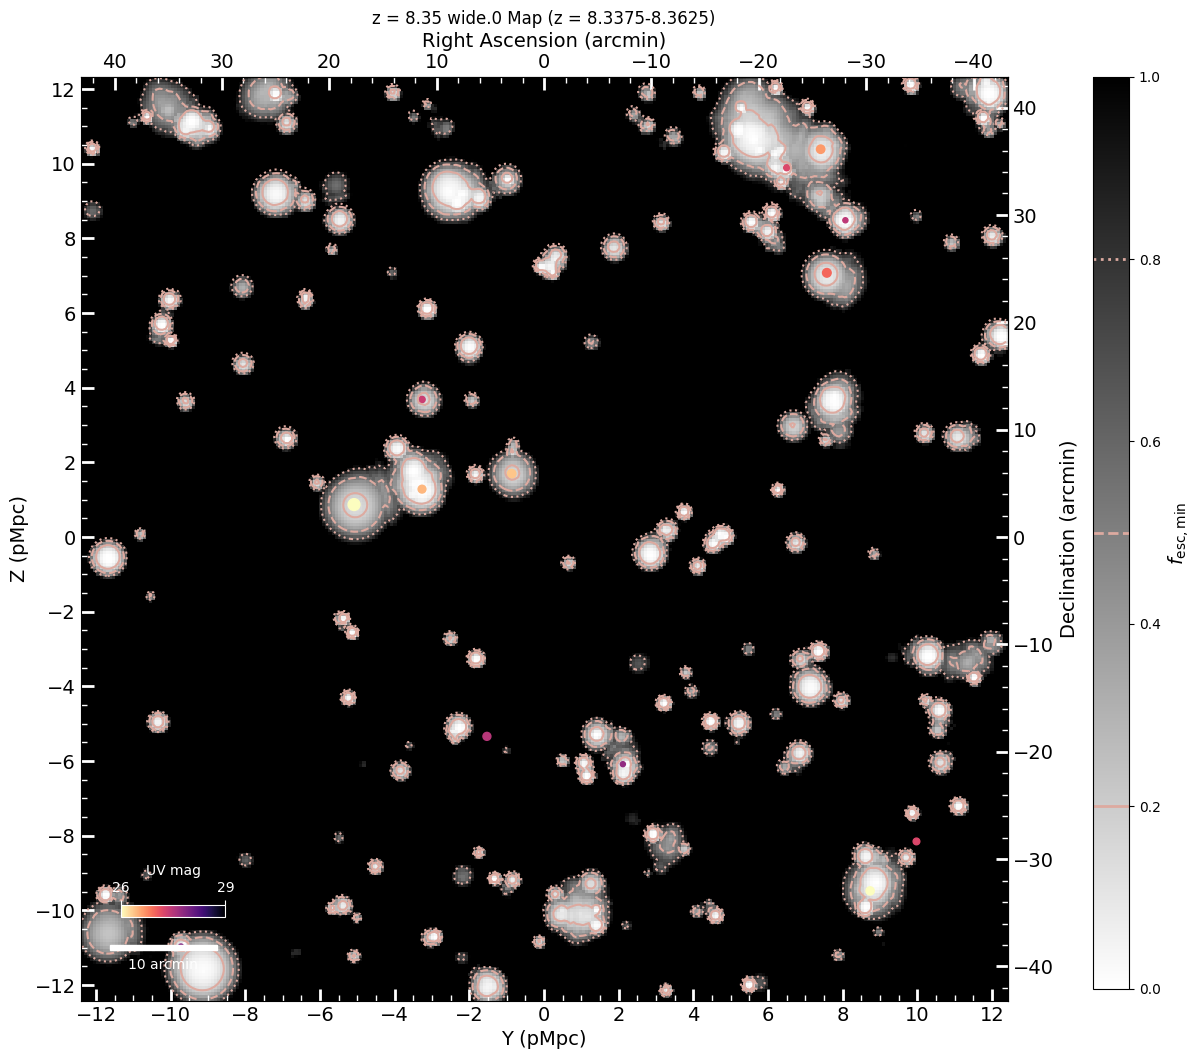 z = 8.35 wide.0 Map (z = 8.3375-8.3625)
Right Ascension (arcmin)
40 30 20 10 0 −10 −20 −30 −40
12
10
8
6
4
2
0
−2
−4
−6
−8
−10
−12
Z (pMpc)
40
30
20
10
0
−10
−20
−30
−40
Declination (arcmin)
1.0
0.8
0.6
0.4
0.2
0.0
f_esc,min
UV mag
26 29
10 arcmin
−12 −10 −8 −6 −4 −2 0 2 4 6 8 10 12
Y (pMpc)